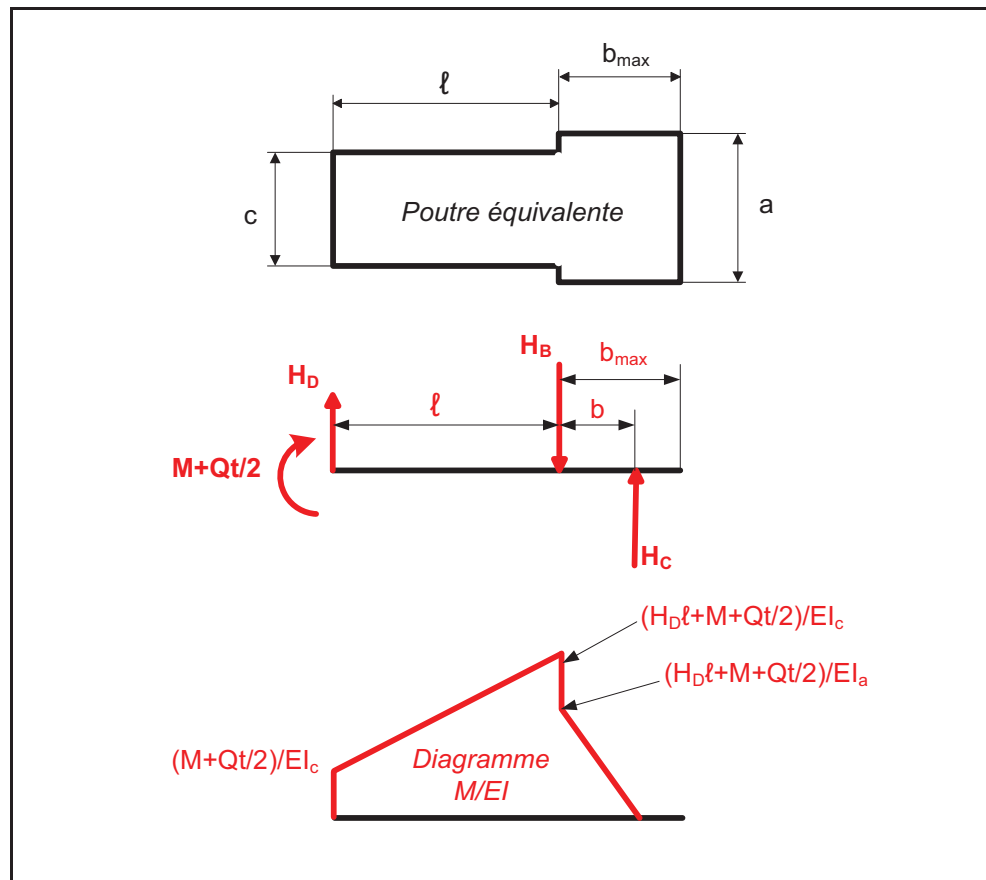 bmax
ℓ
c
Poutre équivalente
a
HB
bmax
HD
ℓ
b
M+Qt/2
HC
(HDℓ+M+Qt/2)/EIc
(HDℓ+M+Qt/2)/EIa
(M+Qt/2)/EIc
Diagramme
M/EI